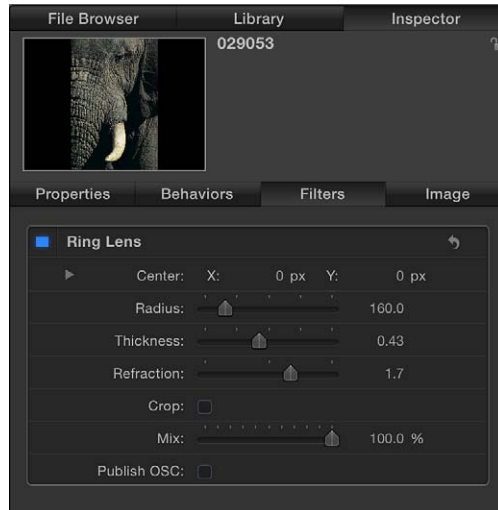 File Browser Library Inspector
029053
Properties Behaviors Filters Image
Ring Lens
Center: X: 0 px Y: 0 px
Radius: 160.0
Thickness: 0.43
Refraction: 1.7
Crop:
Mix: 100.0 %
Publish OSC: